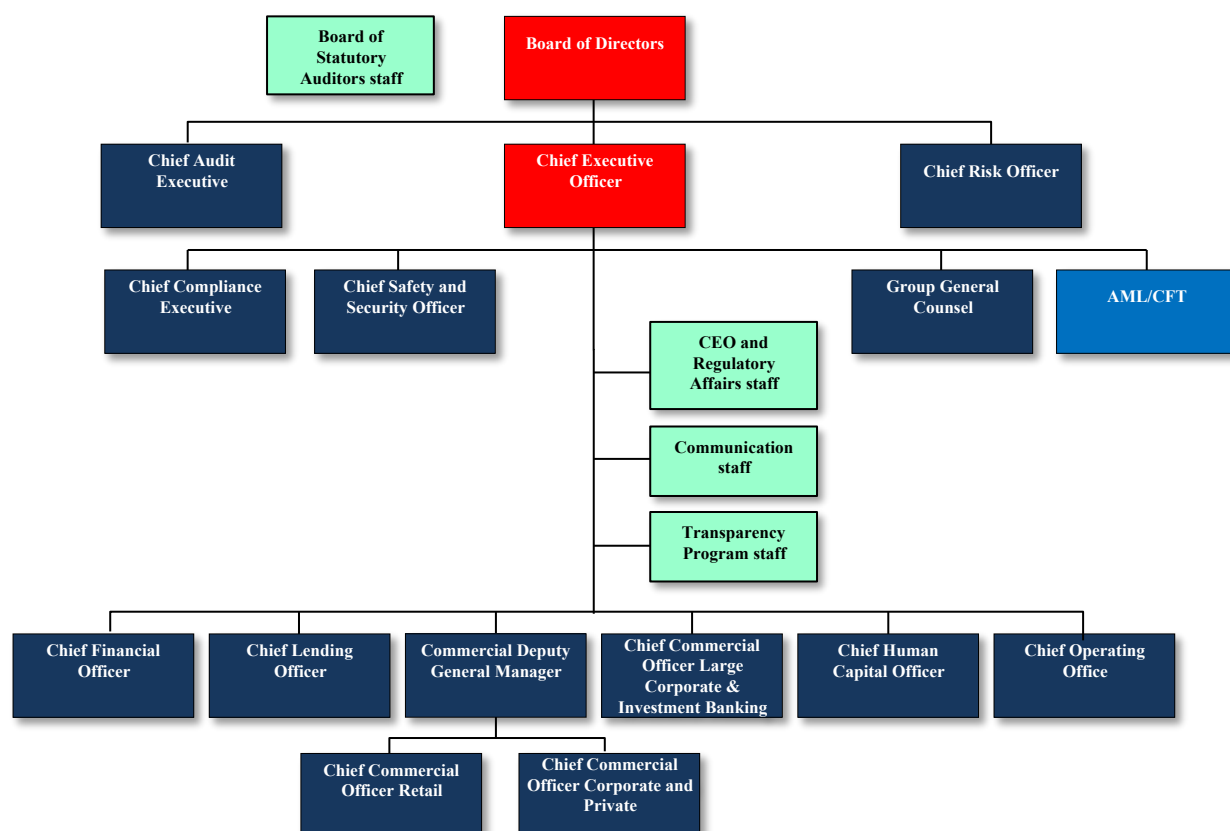 Board of
Statutory
Auditors staff
Board of Directors
Chief Audit
Executive
Chief Executive
Officer
Chief Risk Officer
Chief Compliance
Executive
Chief Safety and
Security Officer
Group General
Counsel
AML/CFT
CEO and
Regulatory
Affairs staff
Communication
staff
Transparency
Program staff
Chief Financial
Officer
Chief Lending
Officer
Commercial Deputy
General Manager
Chief Commercial
Officer Large
Corporate &
Investment Banking
Chief Human
Capital Officer
Chief Operating
Office
Chief Commercial
Officer Retail
Chief Commercial
Officer Corporate and
Private